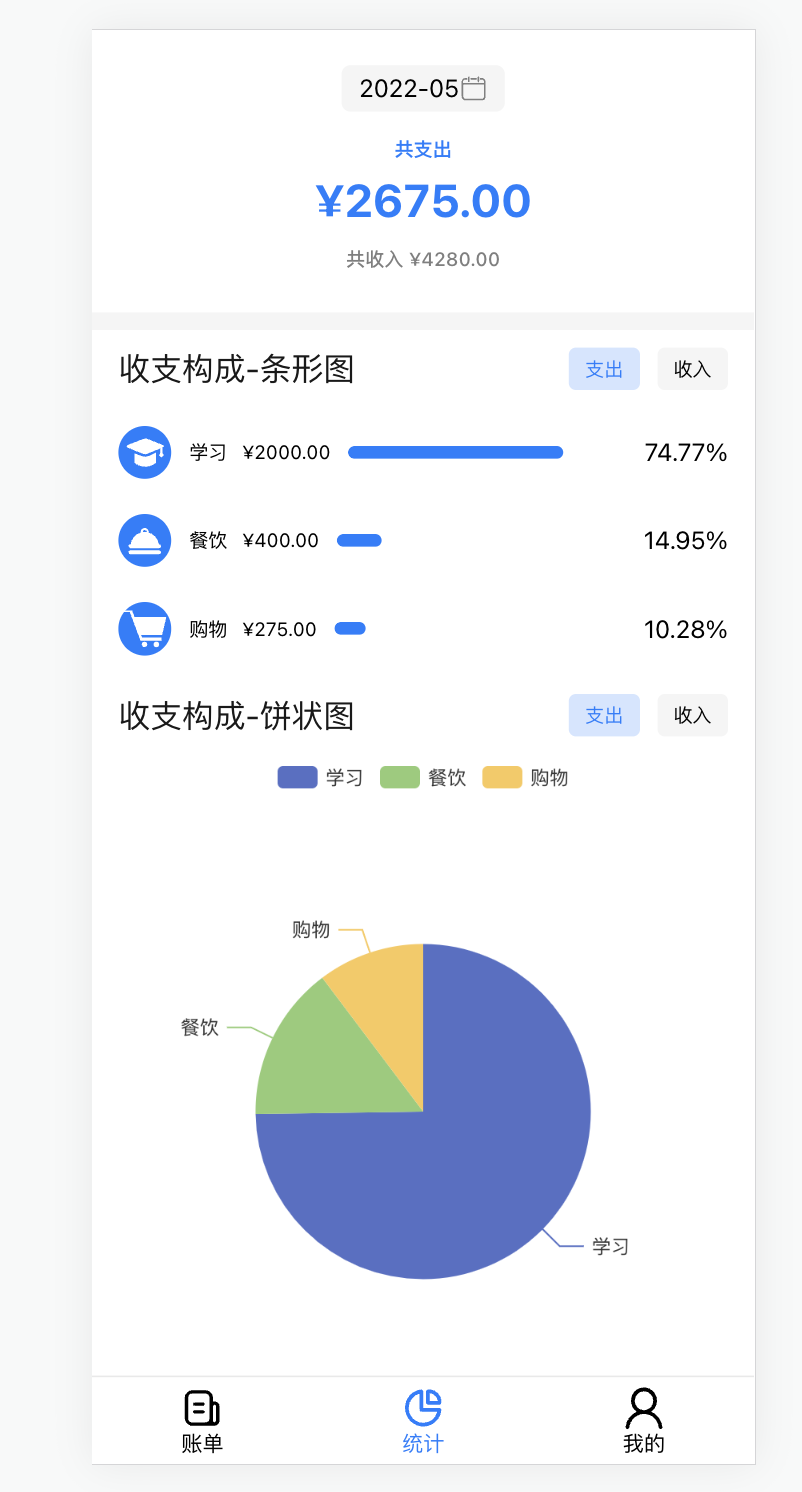 2022-05
共支出
¥2675.00
共收入 ¥4280.00
收支构成-条形图 支出 收入
学习 ¥2000.00 74.77%
餐饮 ¥400.00 14.95%
购物 ¥275.00 10.28%
收支构成-饼状图 支出 收入
学习 餐饮 购物
购物
餐饮
学习
账单 统计 我的